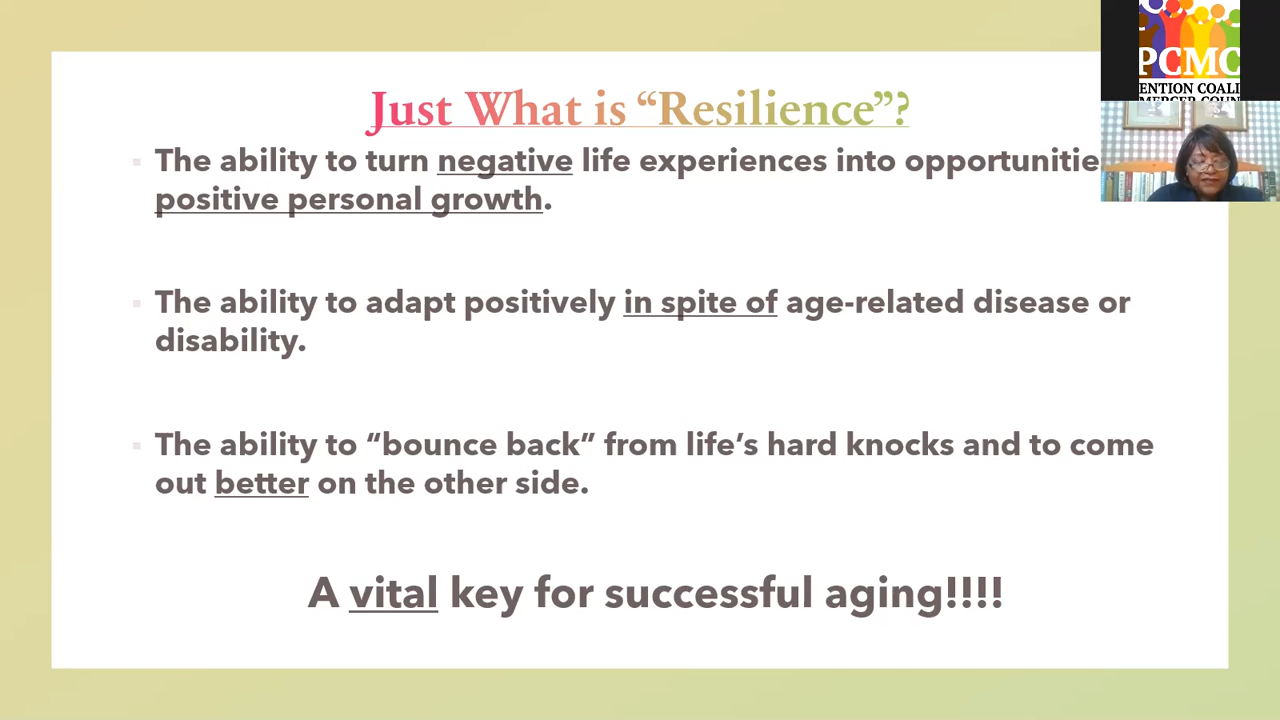 Just What is “Resilience”?
▪ The ability to turn negative life experiences into opportunitie
positive personal growth.
▪ The ability to adapt positively in spite of age-related disease or
disability.
▪ The ability to “bounce back” from life’s hard knocks and to come
out better on the other side.
A vital key for successful aging!!!!
PCMC
ENTION COALI
MERCER COUN